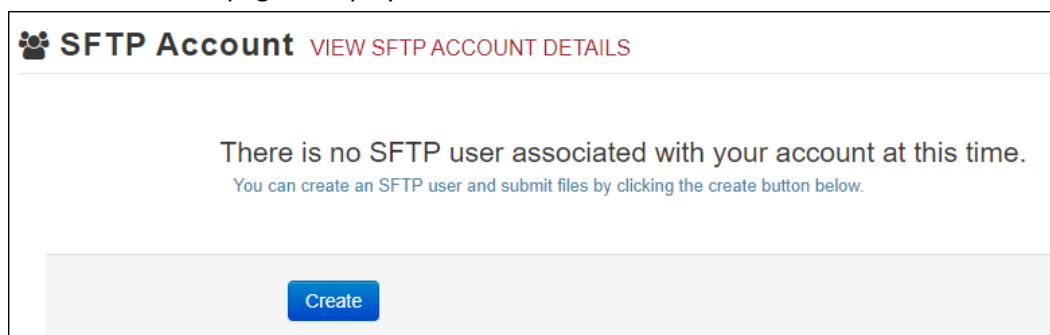 SFTP Account VIEW SFTP ACCOUNT DETAILS
There is no SFTP user associated with your account at this time.
You can create an SFTP user and submit files by clicking the create button below.
Create